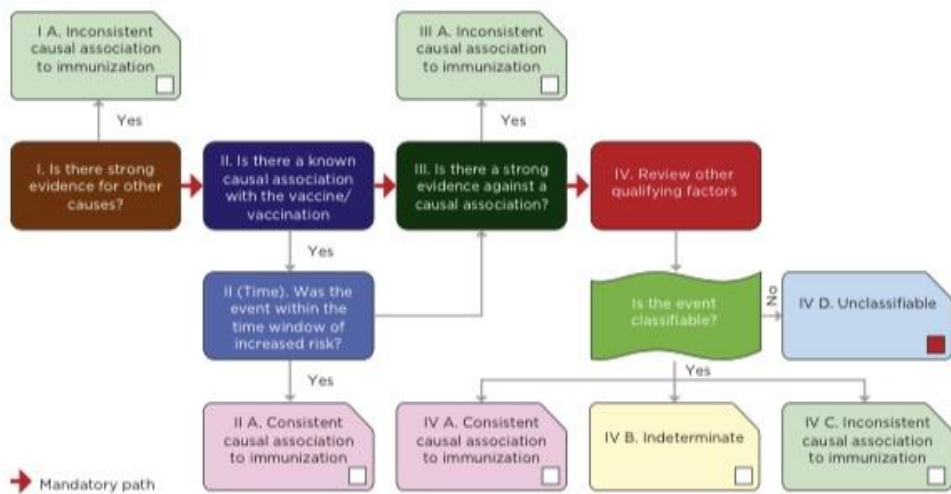 I A. Inconsistent
causal association
to immunization
III A. Inconsistent
causal association
to immunization
Yes
Yes
I. Is there strong
evidence for other
causes?
II. Is there a known
causal association
with the vaccine/
vaccination
III. Is there a strong
evidence against a
causal association?
IV. Review other
qualifying factors
Yes
II (Time). Was the
event within the
time window of
increased risk?
Is the event
classifiable?
No
IV D. Unclassifiable
Yes
Yes
II A. Consistent
causal association
to immunization
IV A. Consistent
causal association
to immunization
IV B. Indeterminate
IV C. Inconsistent
causal association
to immunization
Mandatory path